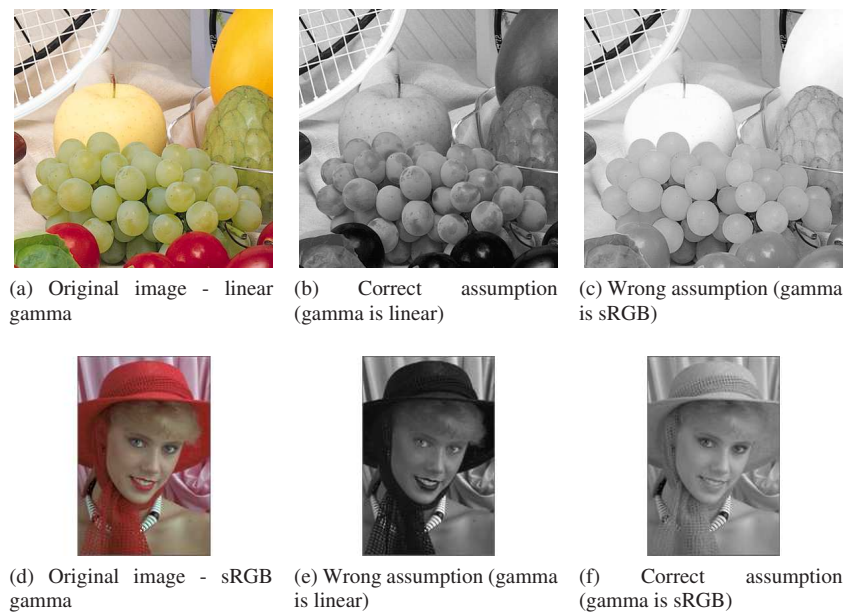 (a) Original image - linear
gamma
(b) Correct assumption
(gamma is linear)
(c) Wrong assumption (gamma
is sRGB)
(d) Original image - sRGB
gamma
(e) Wrong assumption (gamma
is linear)
(f) Correct assumption
(gamma is sRGB)